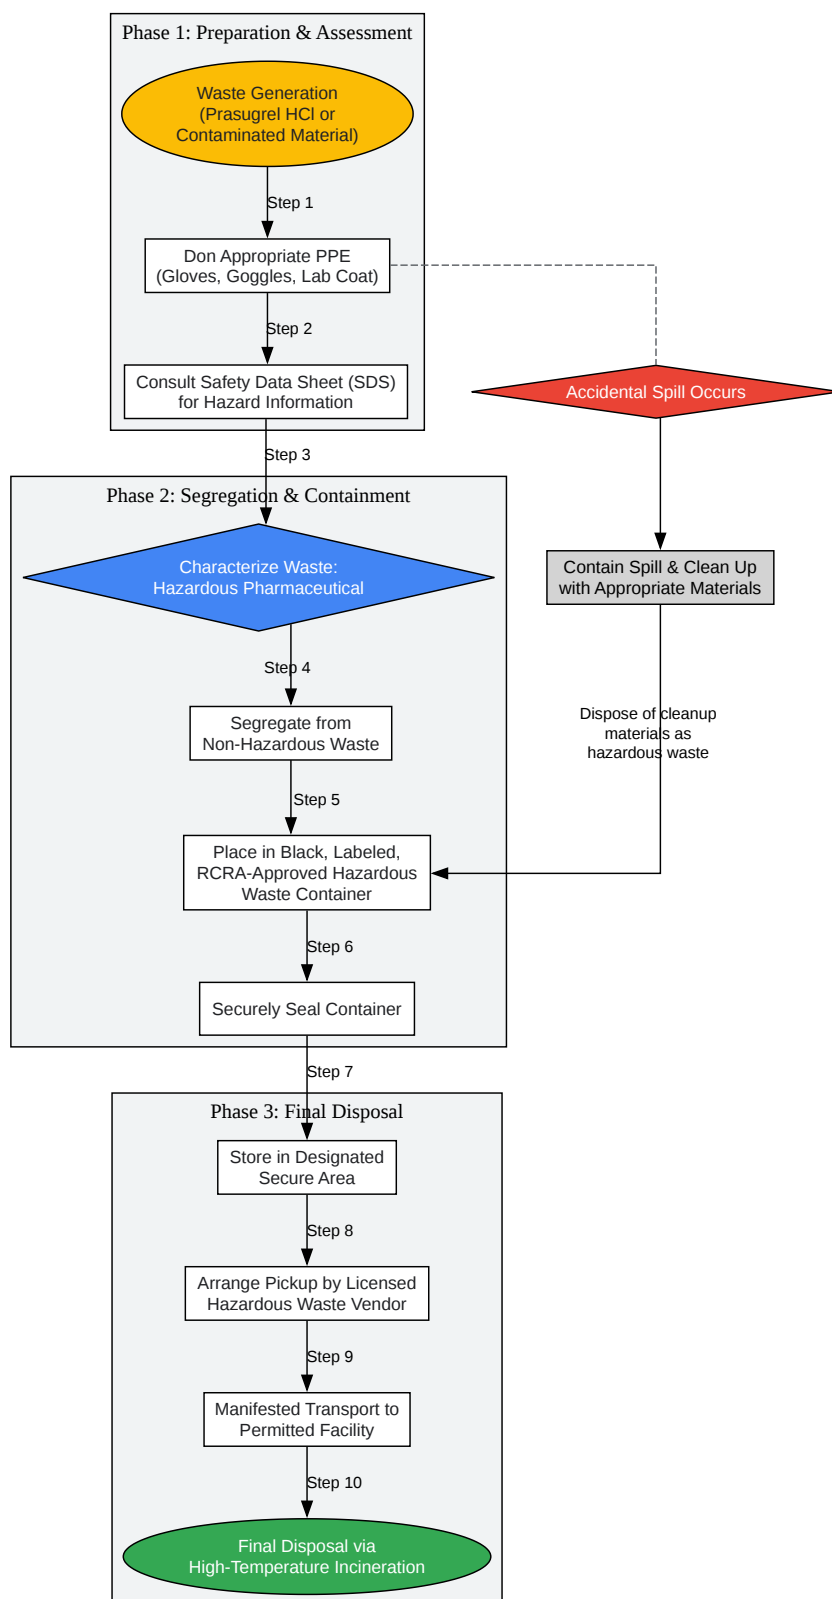 Phase 1: Preparation & Assessment
Waste Generation
(Prasugrel HCl or
Contaminated Material)
Step 1
Don Appropriate PPE
(Gloves, Goggles, Lab Coat)
Step 2
Consult Safety Data Sheet (SDS)
for Hazard Information
Accidental Spill Occurs
Step 3
Phase 2: Segregation & Containment
Characterize Waste:
Hazardous Pharmaceutical
Contain Spill & Clean Up
with Appropriate Materials
Step 4
Segregate from
Non-Hazardous Waste
Dispose of cleanup
materials as
hazardous waste
Step 5
Place in Black, Labeled,
RCRA-Approved Hazardous
Waste Container
Step 6
Securely Seal Container
Step 7
Phase 3: Final Disposal
Store in Designated
Secure Area
Step 8
Arrange Pickup by Licensed
Hazardous Waste Vendor
Step 9
Manifested Transport to
Permitted Facility
Step 10
Final Disposal via
High-Temperature Incineration